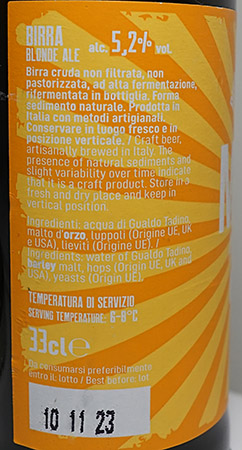 BIRRA
BLONDE ALE alc. 5,2% vol.
Birra cruda non filtrata, non
pastorizzata, ad alta fermentazione,
rifermentata in bottiglia. Forma
sedimento naturale. Prodotta in
Italia con metodi artigianali.
Conservare in luogo fresco e in
posizione verticale. / Craft beer,
artisanally brewed in Italy. The
presence of natural sediments and
slight variability over time indicate
that it is a craft product. Store in a
fresh and dry place and keep in
vertical position.
Ingredienti: acqua di Gualdo Tadino,
malto d'orzo, luppoli (Origine UE, UK
e USA), lieviti (Origine UE). /
Ingredients: water of Gualdo Tadino,
barley malt, hops (Origin UE, UK and
USA), yeasts (Origin UE).
TEMPERATURA DI SERVIZIO
SERVING TEMPERATURE: 6-8°C
33cl℮
Da consumarsi preferibilmente
entro il: lotto / Best before: lot
10 11 23